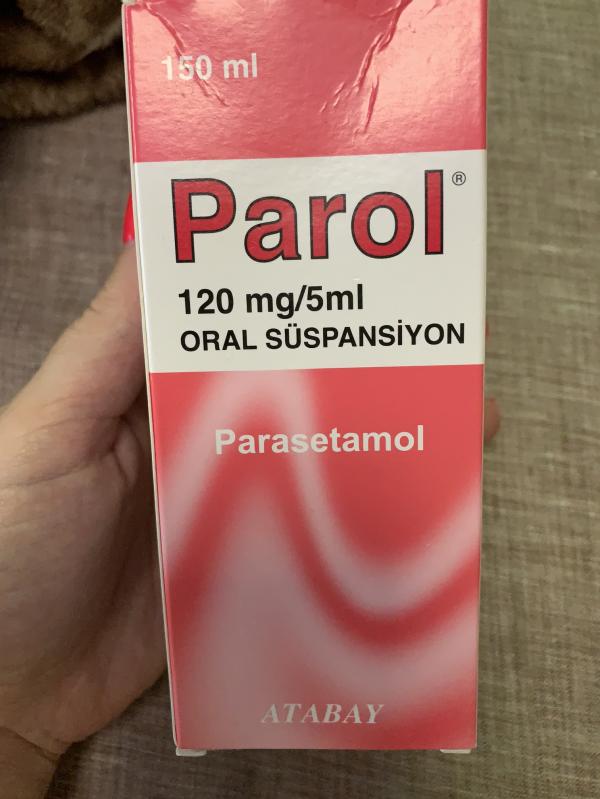 150 ml
Parol®
120 mg/5ml
ORAL SÜSPANSİYON
Parasetamol
ATABAY